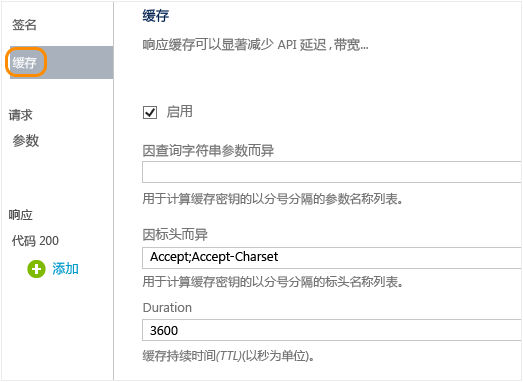 签名
缓存
请求
参数
响应
代码 200
添加
缓存
响应缓存可以显著减少 API 延迟,带宽...
启用
因查询字符串参数而异
用于计算缓存密钥的以分号分隔的参数名称列表。
因标头而异
Accept;Accept-Charset
用于计算缓存密钥的以分号分隔的标头名称列表。
Duration
3600
缓存持续时间(TTL)(以秒为单位)。